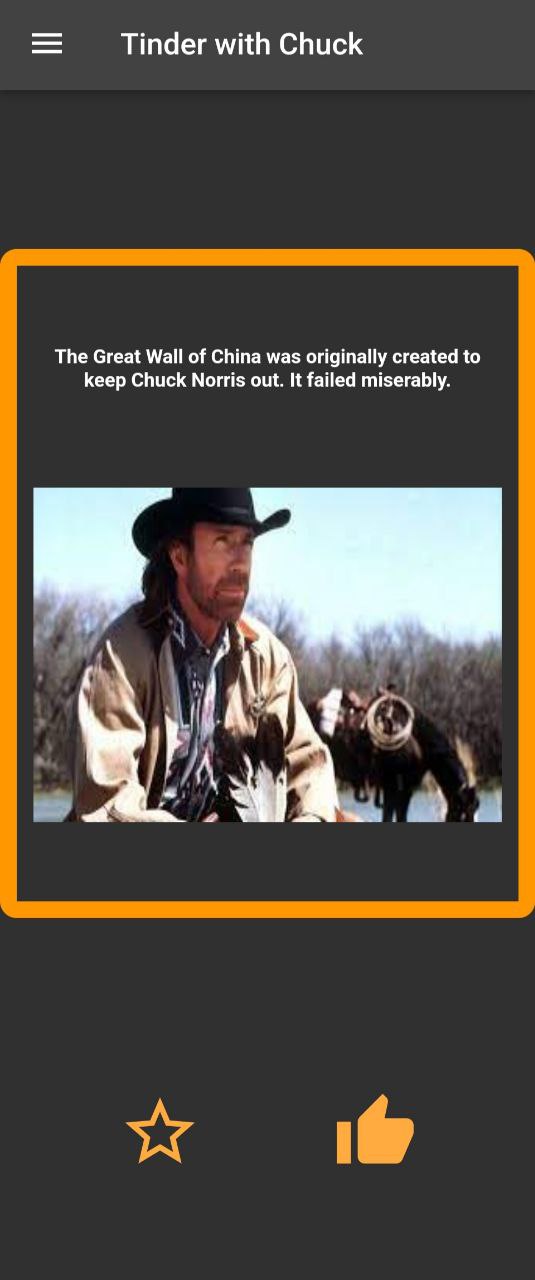 Tinder with Chuck
The Great Wall of China was originally created to
keep Chuck Norris out. It failed miserably.